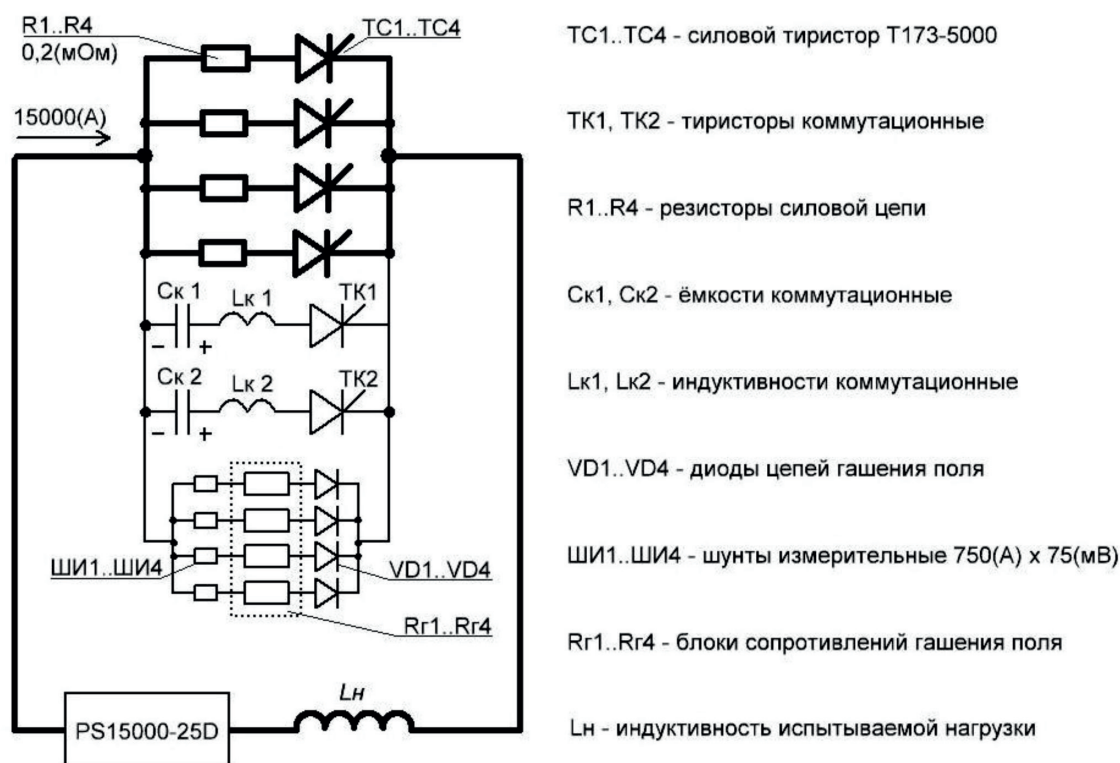 R1..R4
0,2(мОм)
ТС1..ТС4
15000(А)
Ск 1
Lк 1
ТК1
− +
Ск 2
Lк 2
ТК2
− +
ШИ1..ШИ4
VD1..VD4
Rг1..Rг4
Lн
PS15000-25D
ТС1..ТС4 - силовой тиристор Т173-5000
ТК1, ТК2 - тиристоры коммутационные
R1..R4 - резисторы силовой цепи
Ск1, Ск2 - ёмкости коммутационные
Lк1, Lк2 - индуктивности коммутационные
VD1..VD4 - диоды цепей гашения поля
ШИ1..ШИ4 - шунты измерительные 750(А) х 75(мВ)
Rг1..Rг4 - блоки сопротивлений гашения поля
Lн - индуктивность испытываемой нагрузки